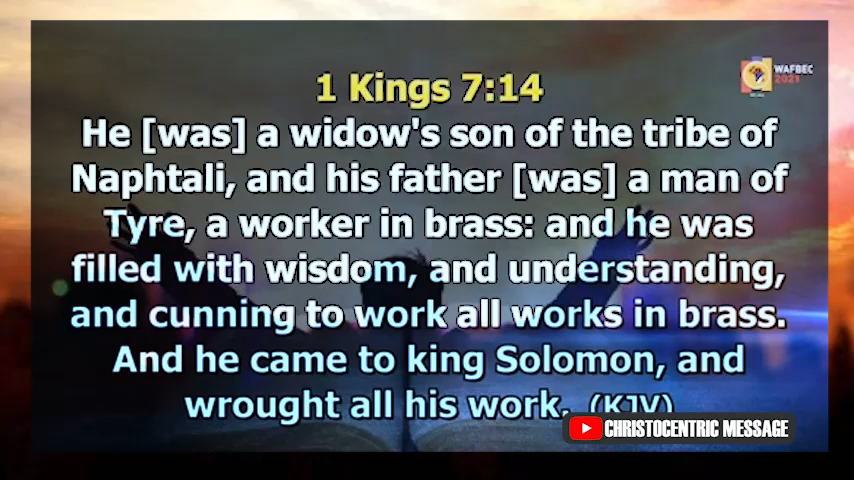 1 Kings 7:14
WAFBEC
2021
He [was] a widow's son of the tribe of
Naphtali, and his father [was] a man of
Tyre, a worker in brass: and he was
filled with wisdom, and understanding,
and cunning to work all works in brass.
And he came to king Solomon, and
wrought all his work. (KJV)
CHRISTOCENTRIC MESSAGE